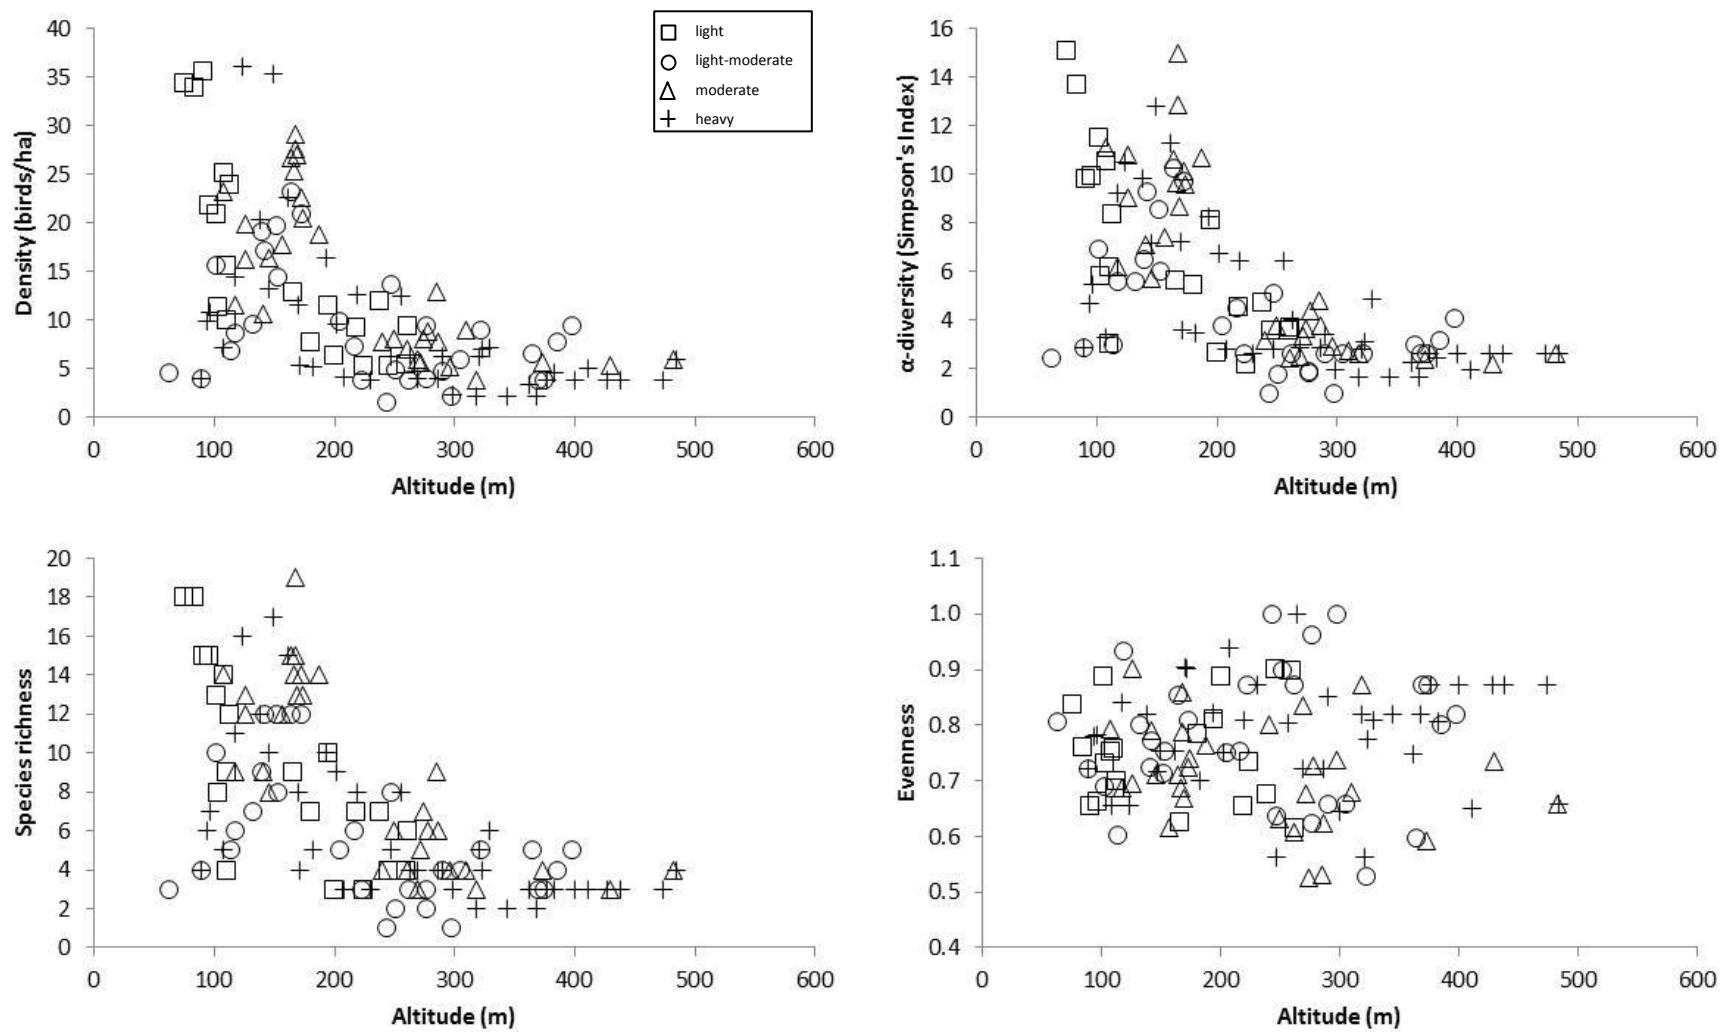 40
35
30
25
20
15
10
5
0
Density (birds/ha)
0 100 200 300 400 500 600
Altitude (m)
light
light-moderate
moderate
heavy
16
14
12
10
8
6
4
2
0
α-diversity (Simpson's Index)
0 100 200 300 400 500 600
Altitude (m)
20
18
16
14
12
10
8
6
4
2
0
Species richness
0 100 200 300 400 500 600
Altitude (m)
1.1
1.0
0.9
0.8
0.7
0.6
0.5
0.4
Evenness
0 100 200 300 400 500 600
Altitude (m)